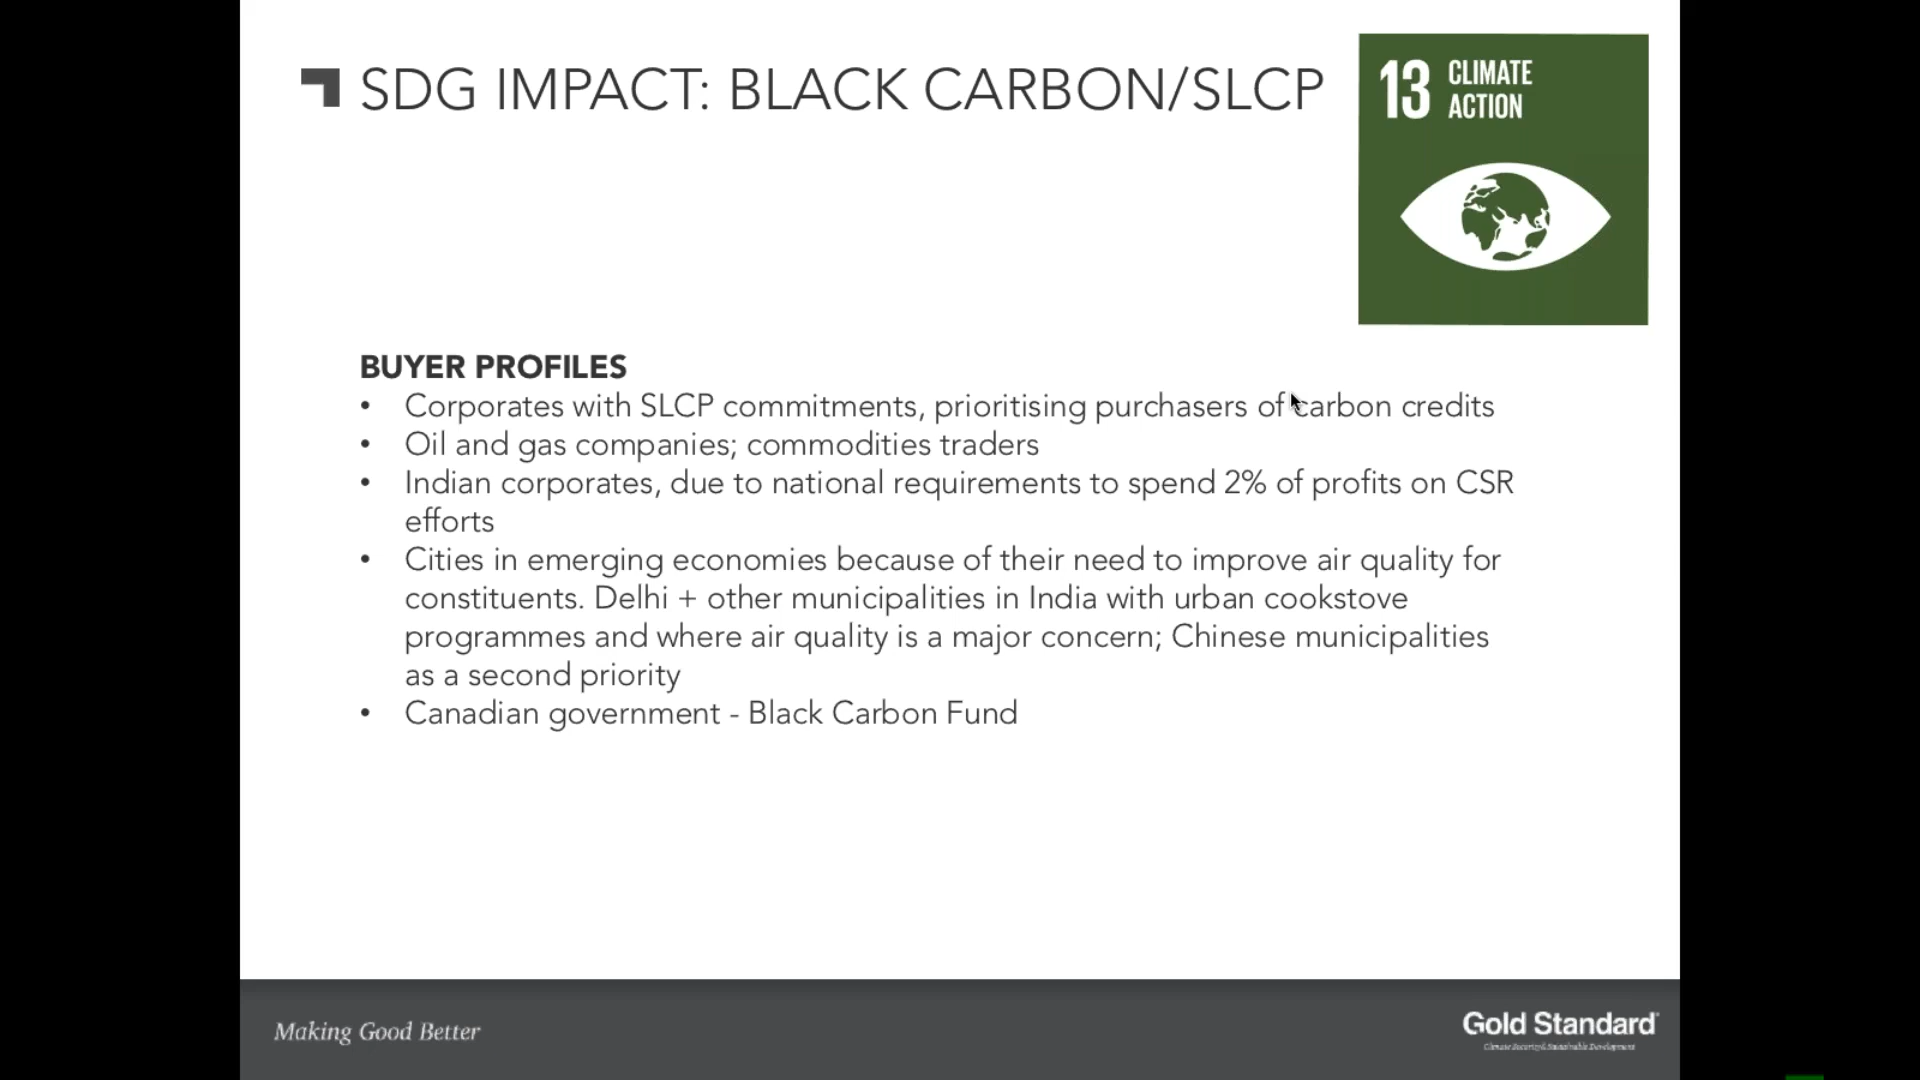 SDG IMPACT: BLACK CARBON/SLCP
13 CLIMATE
ACTION
BUYER PROFILES
• Corporates with SLCP commitments, prioritising purchasers of carbon credits
• Oil and gas companies; commodities traders
• Indian corporates, due to national requirements to spend 2% of profits on CSR
efforts
• Cities in emerging economies because of their need to improve air quality for
constituents. Delhi + other municipalities in India with urban cookstove
programmes and where air quality is a major concern; Chinese municipalities
as a second priority
• Canadian government - Black Carbon Fund
Making Good Better
Gold Standard
Climate Security & Sustainable Development